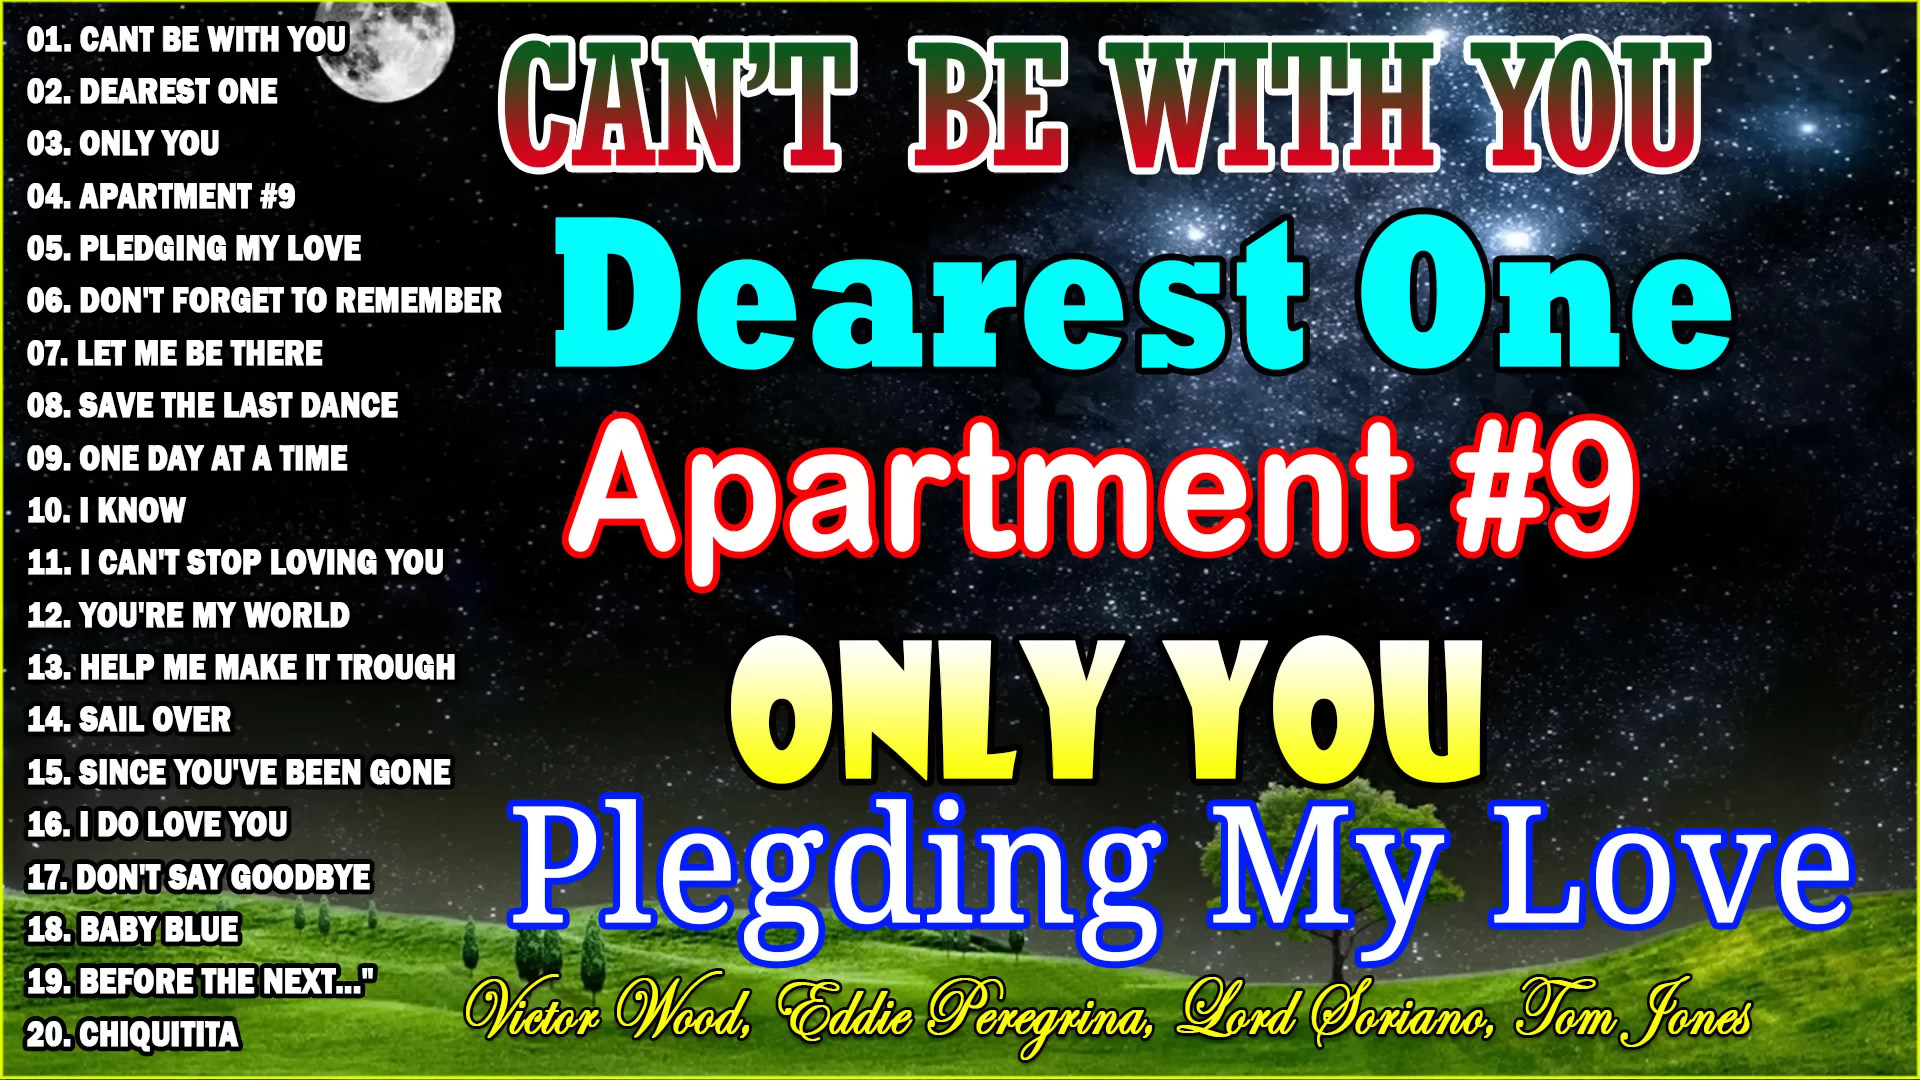 01. CANT BE WITH YOU
02. DEAREST ONE
03. ONLY YOU
04. APARTMENT #9
05. PLEDGING MY LOVE
06. DON'T FORGET TO REMEMBER
07. LET ME BE THERE
08. SAVE THE LAST DANCE
09. ONE DAY AT A TIME
10. I KNOW
11. I CAN'T STOP LOVING YOU
12. YOU'RE MY WORLD
13. HELP ME MAKE IT TROUGH
14. SAIL OVER
15. SINCE YOU'VE BEEN GONE
16. I DO LOVE YOU
17. DON'T SAY GOODBYE
18. BABY BLUE
19. BEFORE THE NEXT..."
20. CHIQUITITA
CAN'T BE WITH YOU
Dearest One
Apartment #9
ONLY YOU
Plegding My Love
Victor Wood, Eddie Peregrina, Lord Soriano, Tom Jones